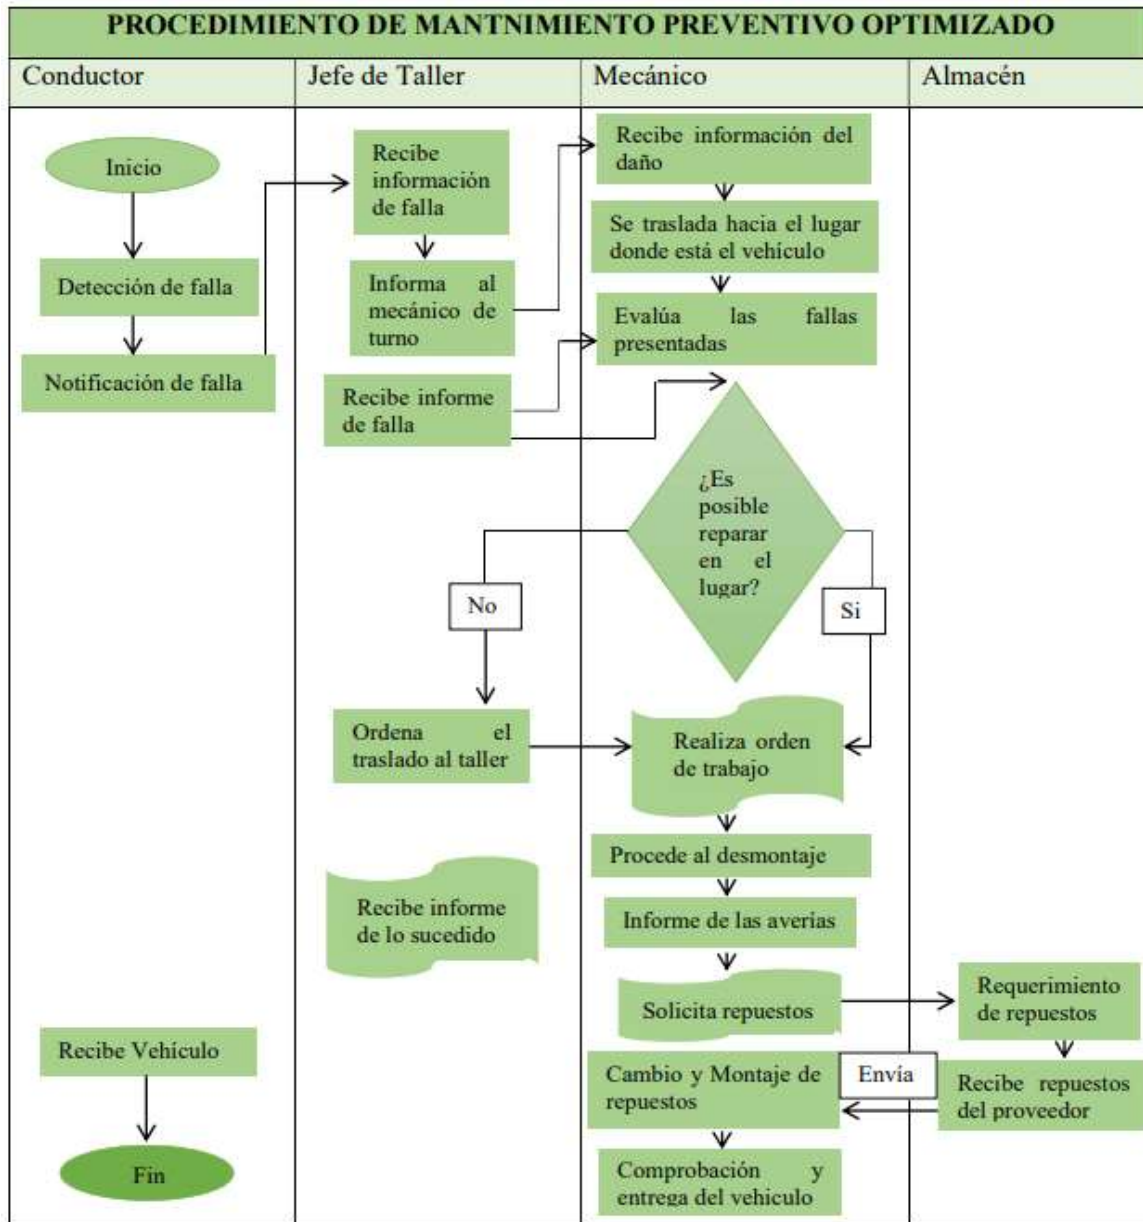 PROCEDIMIENTO DE MANTNIMIENTO PREVENTIVO OPTIMIZADO
Conductor
Jefe de Taller
Mecánico
Almacén
Inicio
Detección de falla
Notificación de falla
Recibe
información
de falla
Informa al
mecánico de
turno
Recibe informe
de falla
Recibe información del
daño
Se traslada hacia el lugar
donde está el vehículo
Evalúa las fallas
presentadas
¿Es
posible
reparar
en el
lugar?
No
Si
Ordena el
traslado al taller
Realiza orden
de trabajo
Procede al desmontaje
Recibe informe
de lo sucedido
Informe de las averías
Solicita repuestos
Requerimiento
de repuestos
Recibe Vehículo
Cambio y Montaje de
repuestos
Envía
Recibe repuestos
del proveedor
Fin
Comprobación y
entrega del vehiculo